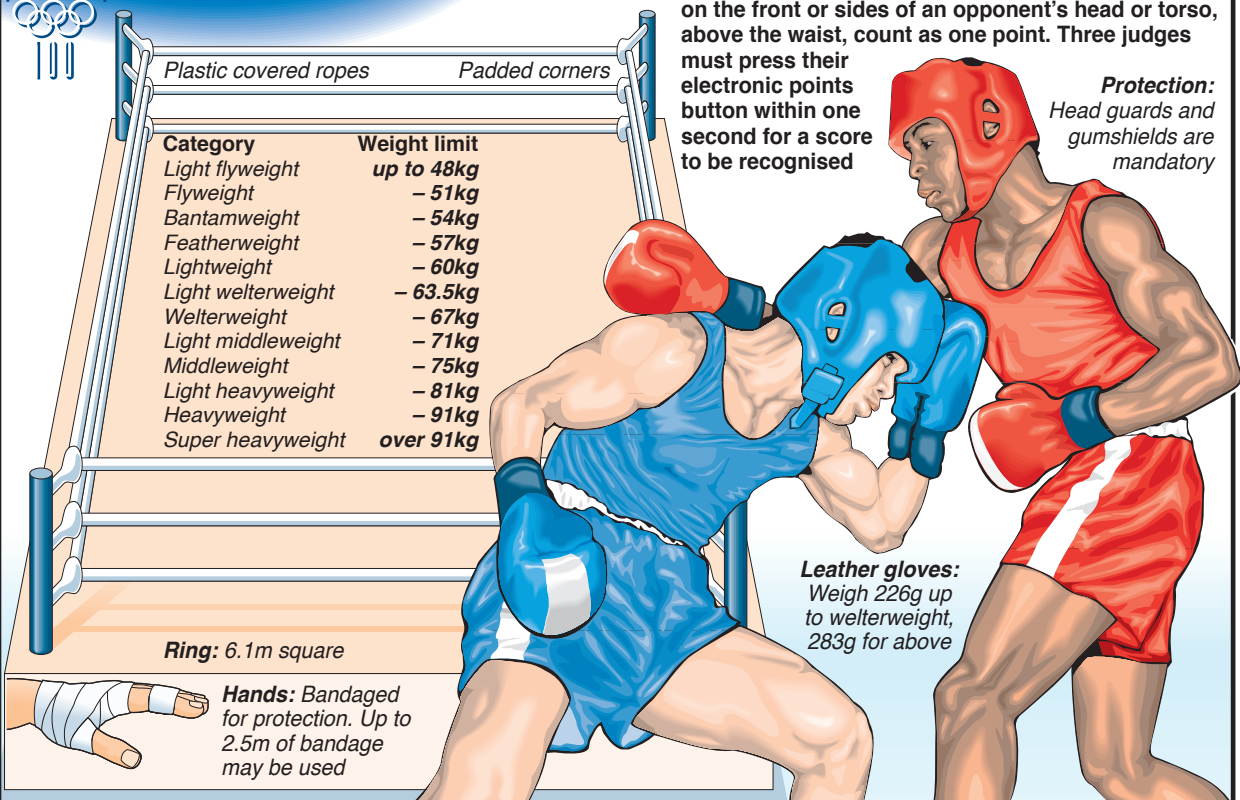 on the front or sides of an opponent’s head or torso,
above the waist, count as one point. Three judges
must press their
electronic points
button within one
second for a score
to be recognised
Protection:
Head guards and
gumshields are
mandatory
Plastic covered ropes Padded corners
Category Weight limit
Light flyweight up to 48kg
Flyweight – 51kg
Bantamweight – 54kg
Featherweight – 57kg
Lightweight – 60kg
Light welterweight – 63.5kg
Welterweight – 67kg
Light middleweight – 71kg
Middleweight – 75kg
Light heavyweight – 81kg
Heavyweight – 91kg
Super heavyweight over 91kg
Leather gloves:
Weigh 226g up
to welterweight,
283g for above
Ring: 6.1m square
Hands: Bandaged
for protection. Up to
2.5m of bandage
may be used